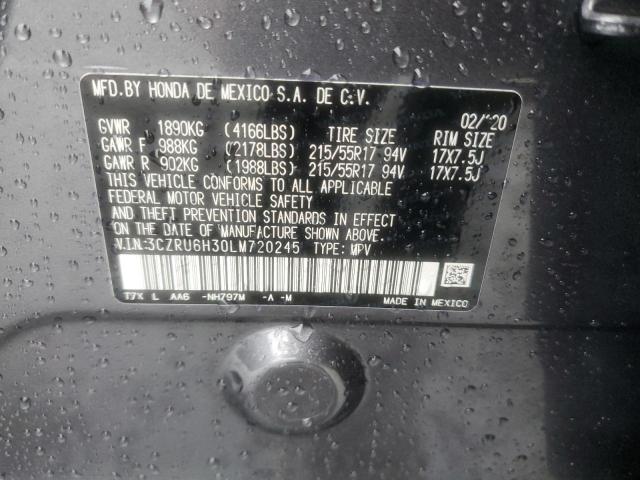 MFD.BY HONDA DE MEXICO S.A. DE C.V.
02/20
GVWR 1890KG (4166LBS) TIRE SIZE RIM SIZE
GAWR F 988KG (2178LBS) 215/55R17 94V 17X7.5J
GAWR R 902KG (1988LBS) 215/55R17 94V 17X7.5J
THIS VEHICLE CONFORMS TO ALL APPLICABLE
FEDERAL MOTOR VEHICLE SAFETY
AND THEFT PREVENTION STANDARDS IN EFFECT
ON THE DATE OF MANUFACTURE SHOWN ABOVE.
V.I.N: 3CZRU6H30LM720245 TYPE: MPV
T7X L AA6 -NH797M -A -M MADE IN MEXICO